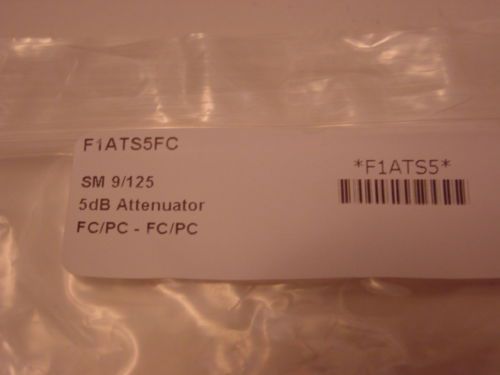 F1ATS5FC
SM 9/125
5dB Attenuator
FC/PC - FC/PC
*F1ATS5*